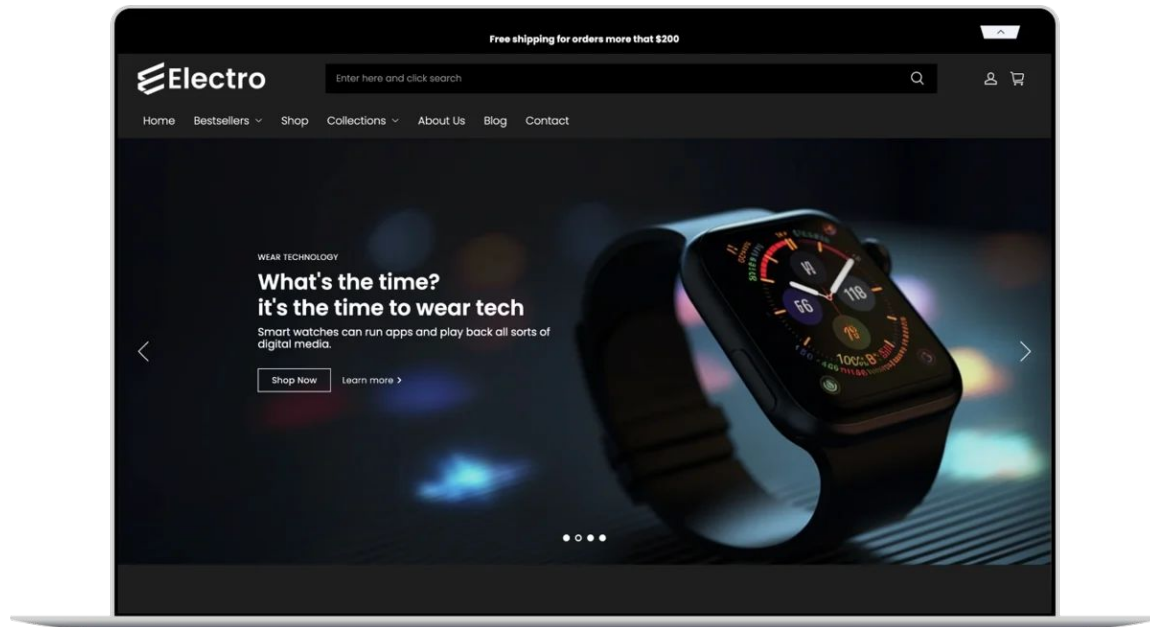 Free shipping for orders more that $200
Electro
Enter here and click search
Home Bestsellers Shop Collections About Us Blog Contact
WEAR TECHNOLOGY
What's the time?
it's the time to wear tech
Smart watches can run apps and play back all sorts of
digital media.
Shop Now Learn more
66
118